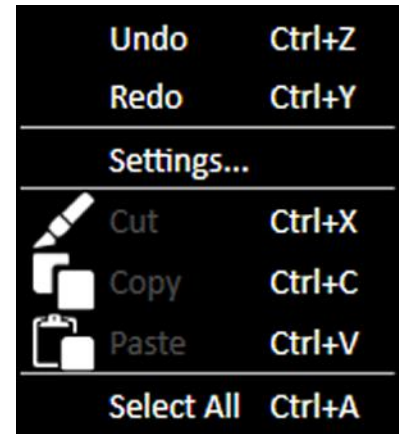 Undo Ctrl+Z
Redo Ctrl+Y
Settings...
Cut Ctrl+X
Copy Ctrl+C
Paste Ctrl+V
Select All Ctrl+A